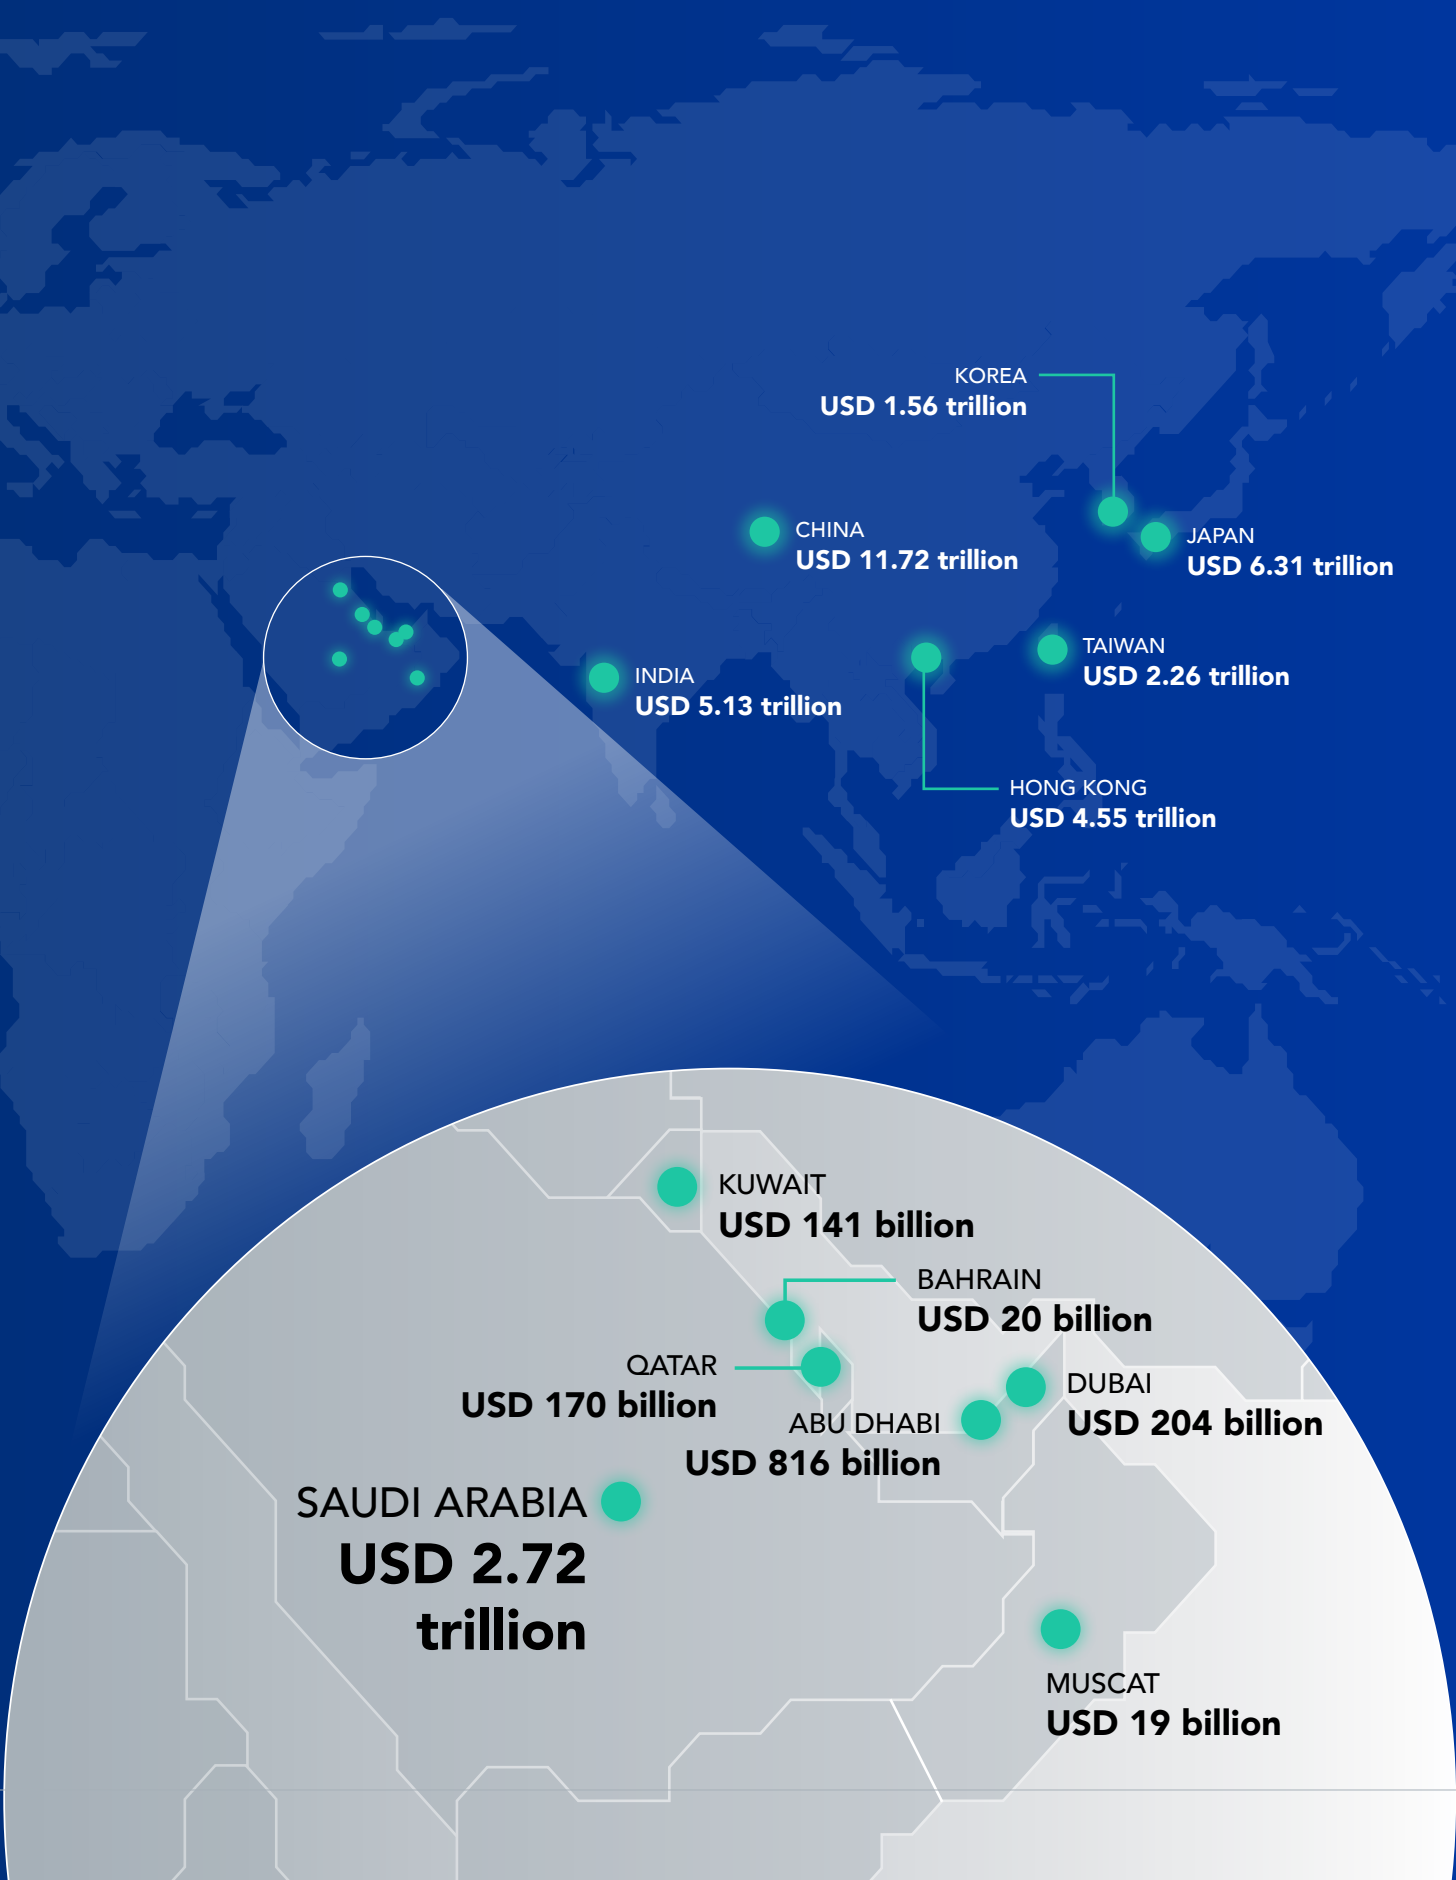 KOREA
USD 1.56 trillion
CHINA
USD 11.72 trillion
JAPAN
USD 6.31 trillion
TAIWAN
USD 2.26 trillion
INDIA
USD 5.13 trillion
HONG KONG
USD 4.55 trillion
KUWAIT
USD 141 billion
BAHRAIN
USD 20 billion
QATAR
USD 170 billion
DUBAI
USD 204 billion
ABU DHABI
USD 816 billion
SAUDI ARABIA
USD 2.72
trillion
MUSCAT
USD 19 billion